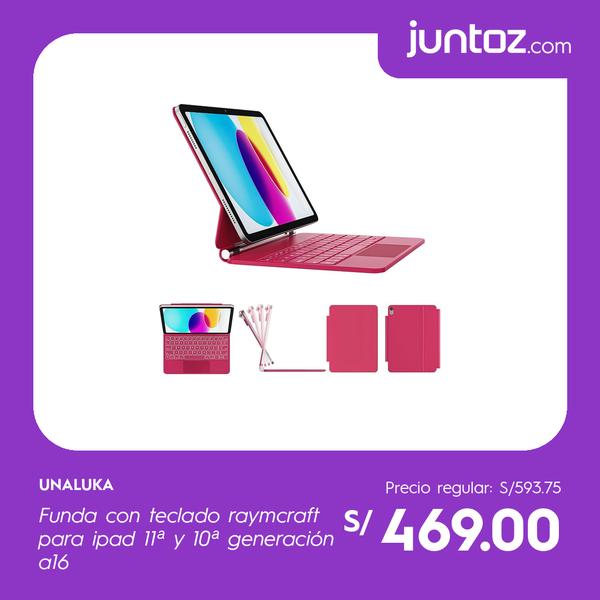 juntoz.com
UNALUKA
Funda con teclado raymcraft
para ipad 11ª y 10ª generación
a16
Precio regular: S/593.75
S/ 469.00